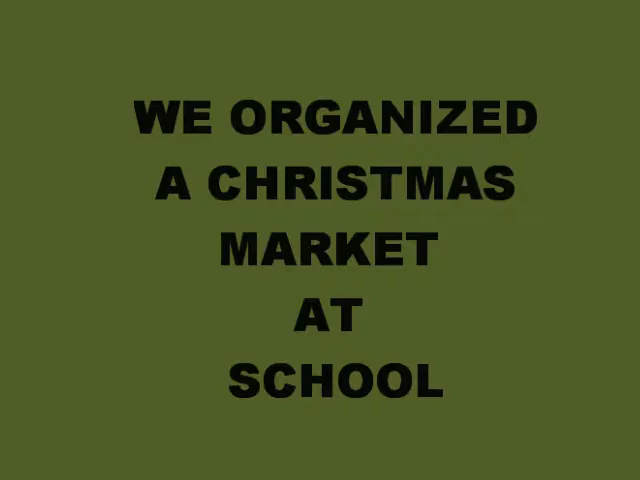 WE ORGANIZED
A CHRISTMAS
MARKET
AT
SCHOOL